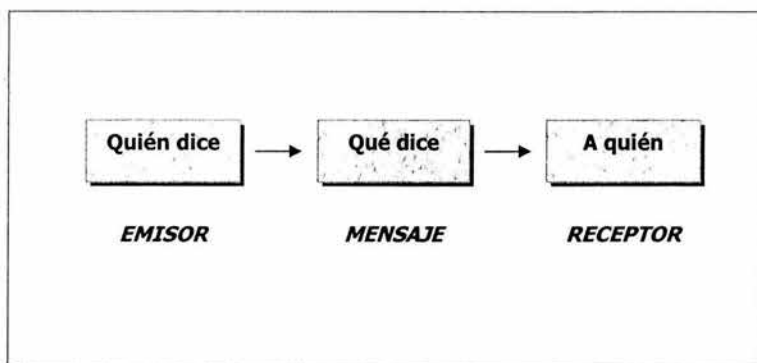 Quién dice
Qué dice
A quién
EMISOR
MENSAJE
RECEPTOR